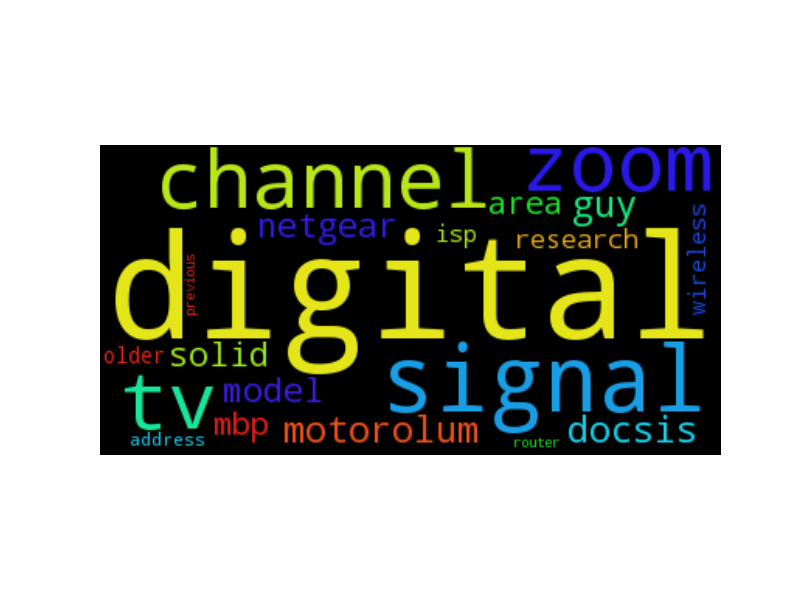 channel zoom
area guy
netgear isp research wireless
digital
previous
older solid signal
tv model
mbp motorolum docsis
address router